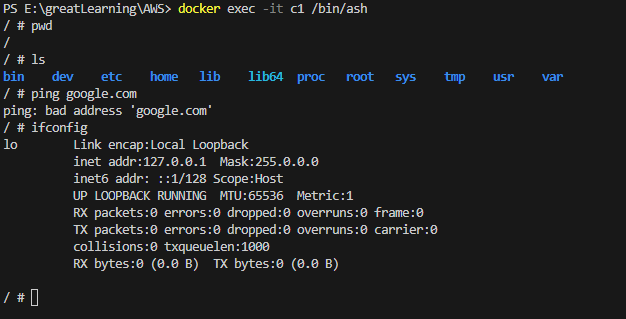 PS E:\greatLearning\AWS> docker exec -it c1 /bin/ash
/ # pwd
/
/ # ls
bin    dev    etc    home   lib    lib64  proc   root   sys    tmp    usr    var
/ # ping google.com
ping: bad address 'google.com'
/ # ifconfig
lo        Link encap:Local Loopback
          inet addr:127.0.0.1  Mask:255.0.0.0
          inet6 addr: ::1/128 Scope:Host
          UP LOOPBACK RUNNING  MTU:65536  Metric:1
          RX packets:0 errors:0 dropped:0 overruns:0 frame:0
          TX packets:0 errors:0 dropped:0 overruns:0 carrier:0
          collisions:0 txqueuelen:1000
          RX bytes:0 (0.0 B)  TX bytes:0 (0.0 B)
/ #